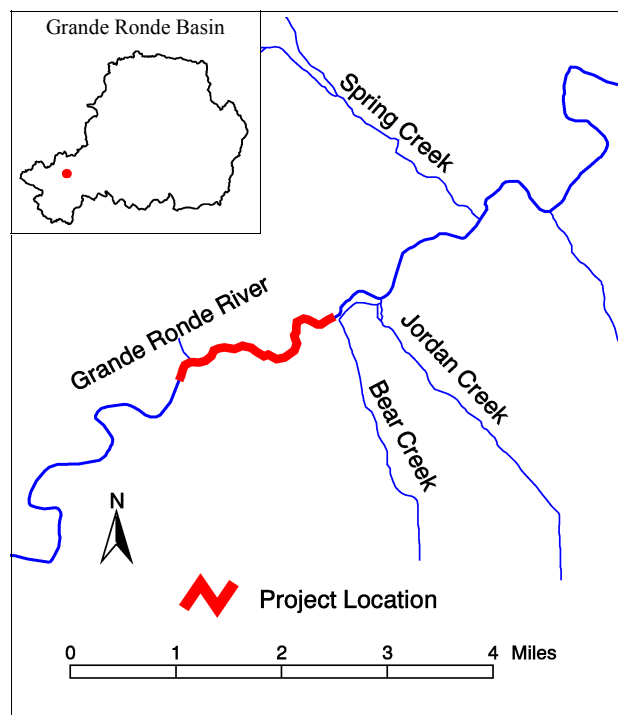 Grande Ronde Basin
Spring Creek
Grande Ronde River
Jordan Creek
Bear Creek
N
Project Location
0 1 2 3 4 Miles